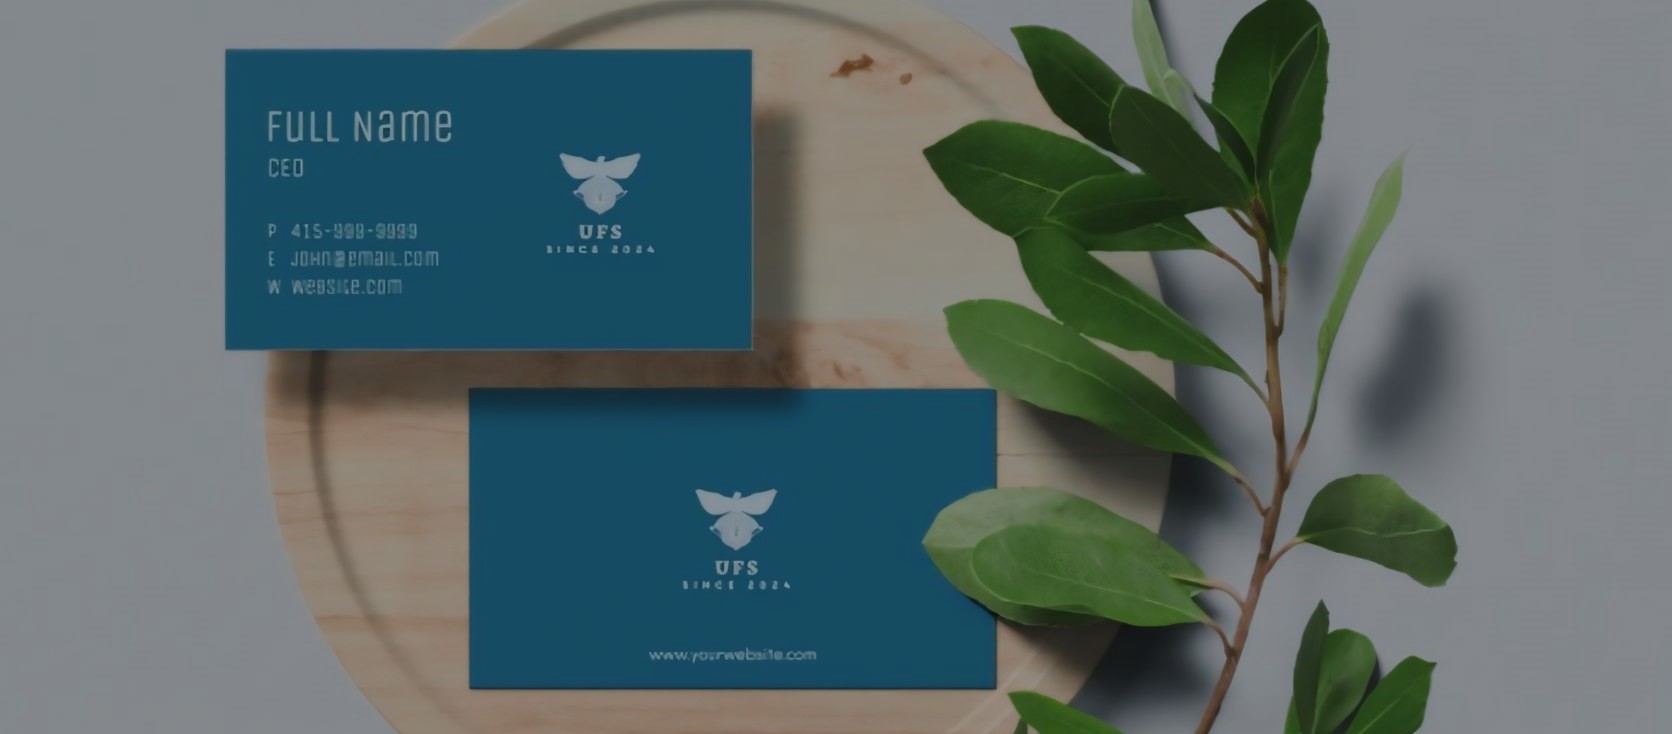 FULL Name
CEO
P 415-999-9999
E John@email.com
W website.com
UFS
SINCE 2024
UFS
SINCE 2024
www.yourwebsite.com